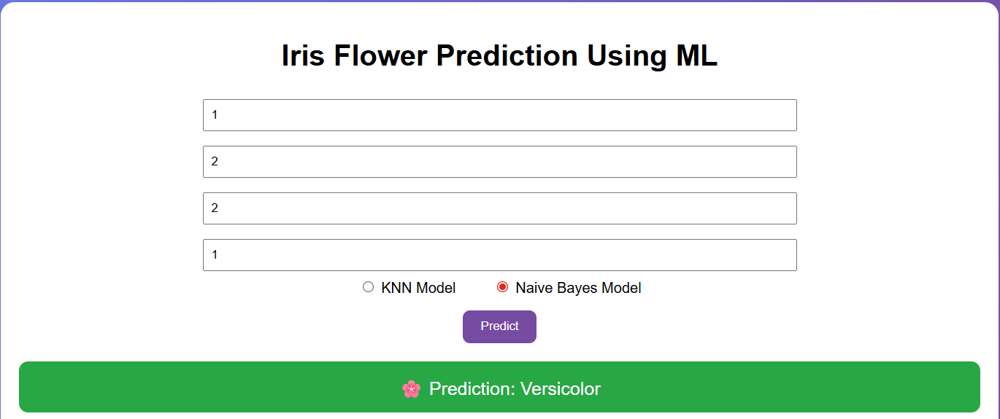 Iris Flower Prediction Using ML
1
2
2
1
KNN Model Naive Bayes Model
Predict
🌸 Prediction: Versicolor